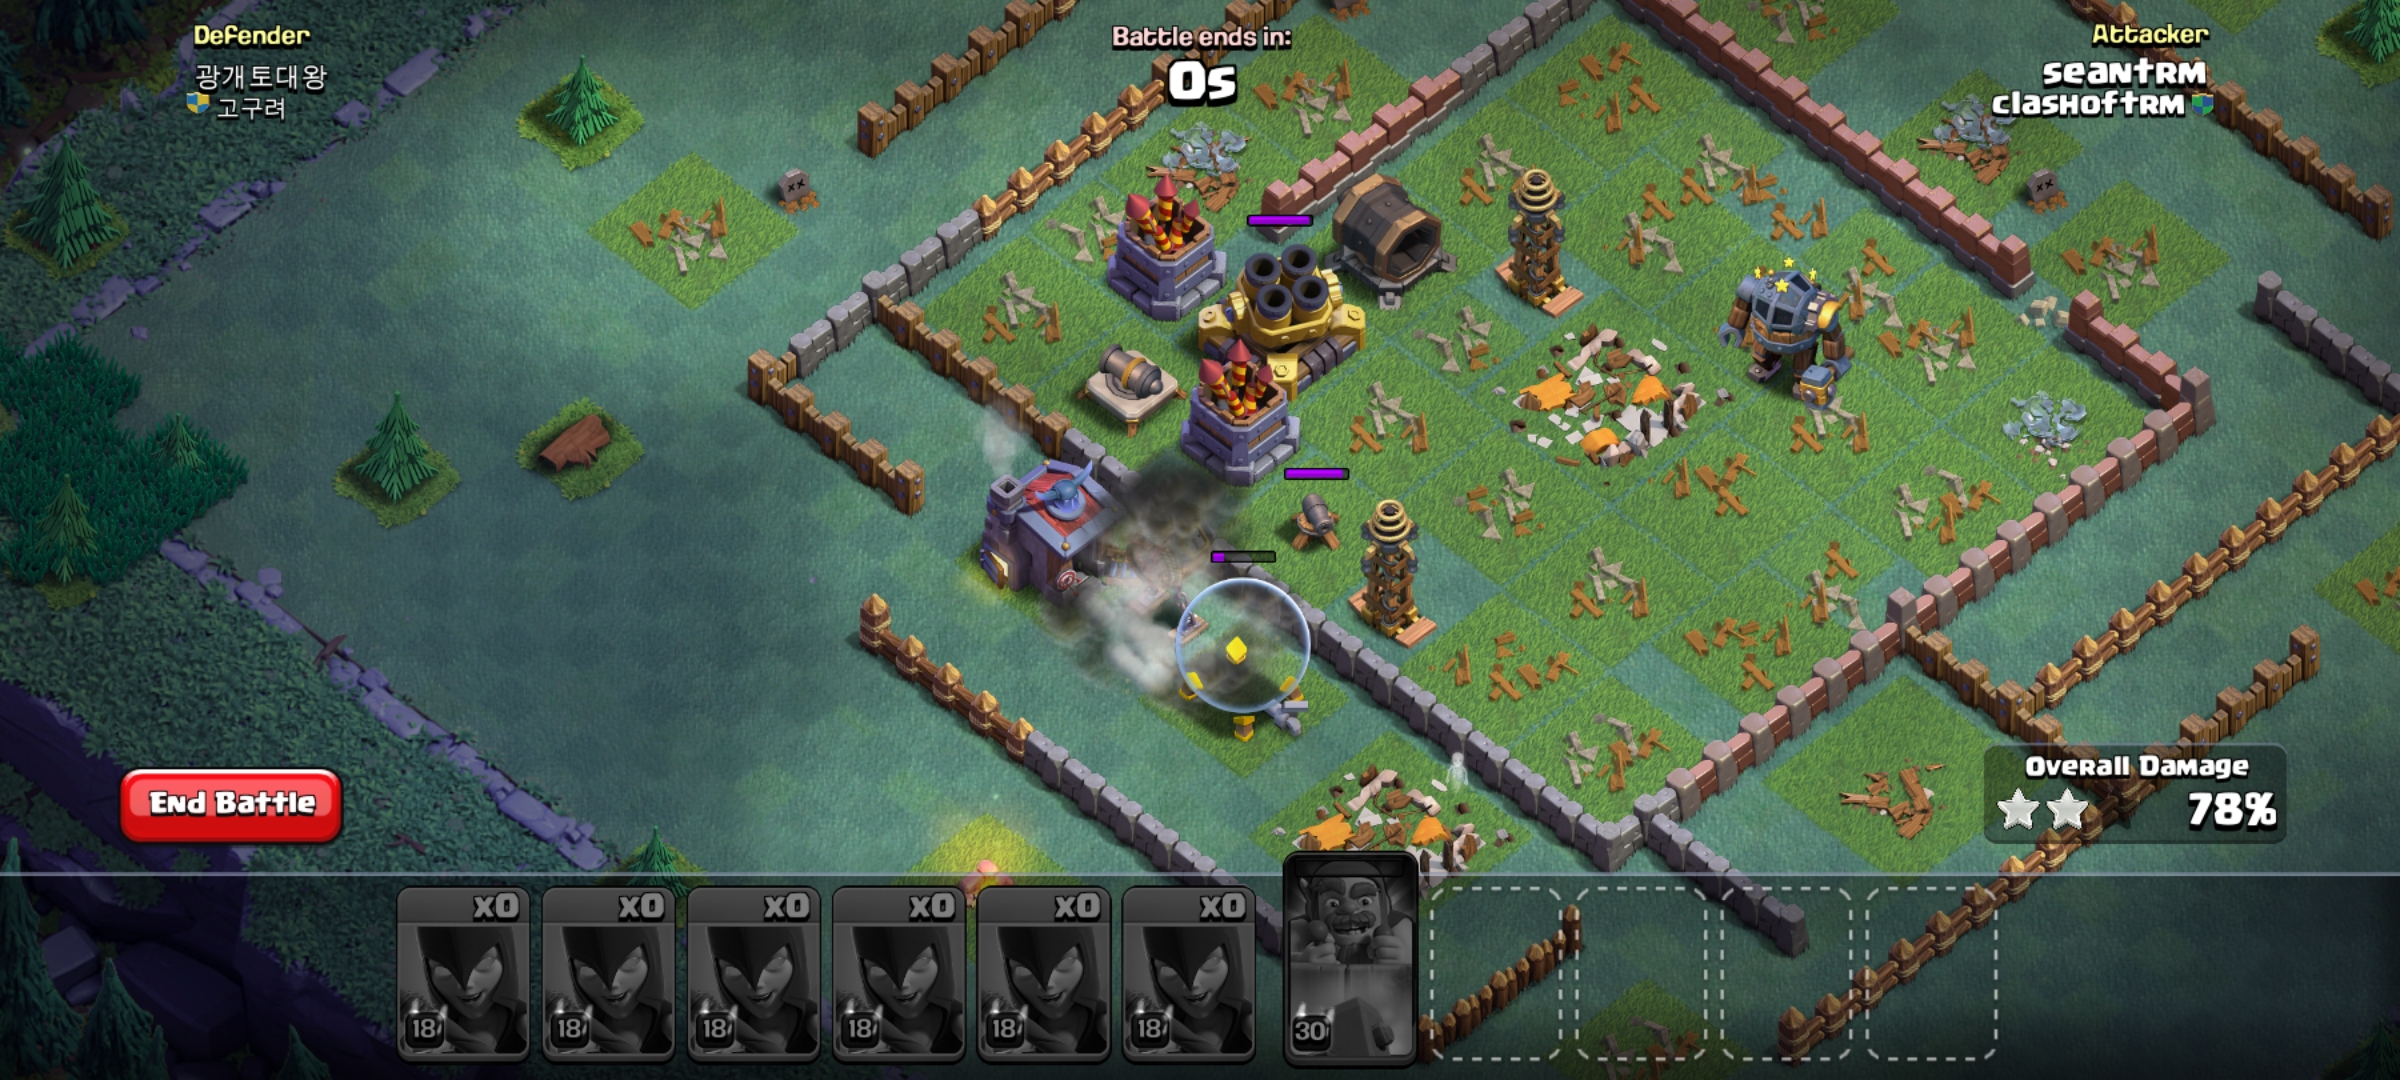 Defender
광개토대왕
고구려
Battle ends in:
0s
Attacker
seantrm
clashoftrm
End Battle
Overall Damage
78%
x0 x0 x0 x0 x0 x0
18 18 18 18 18 18 30